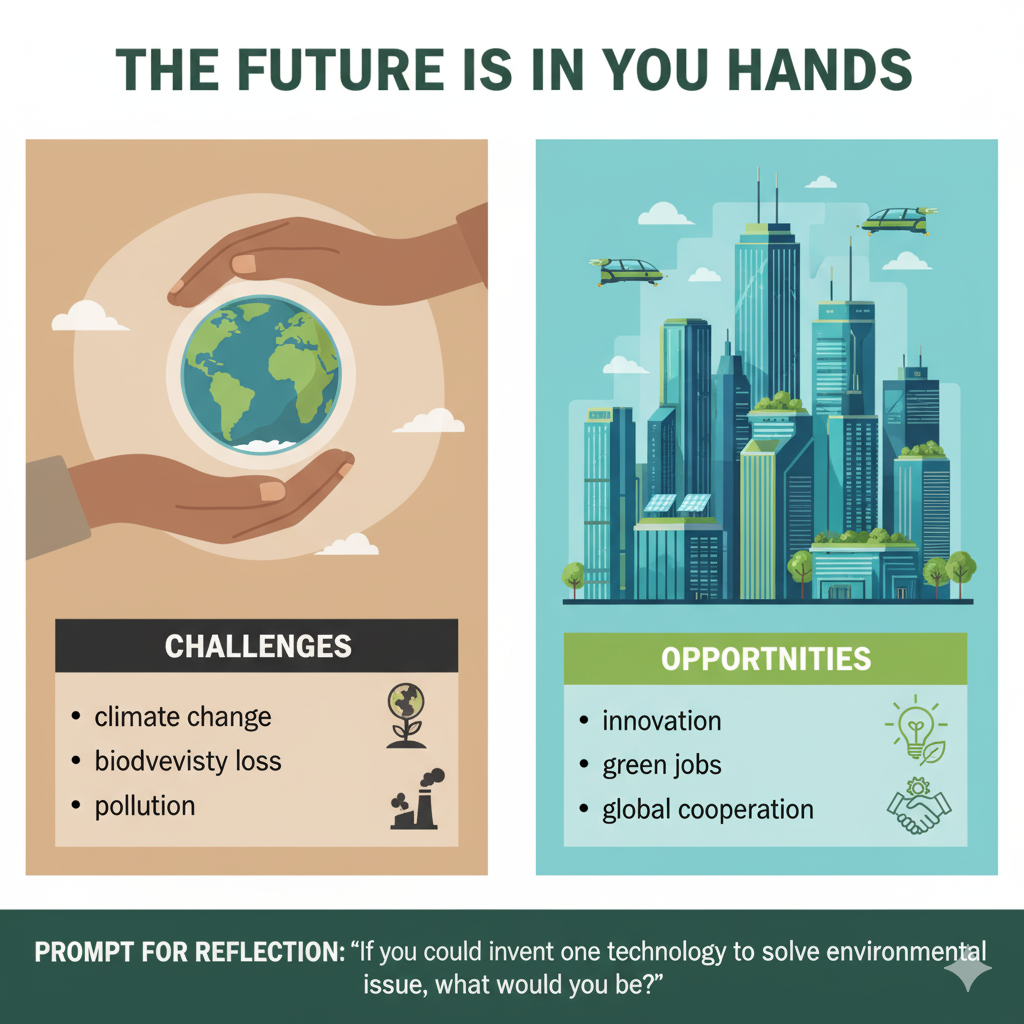 THE FUTURE IS IN YOU HANDS
CHALLENGES
• climate change
• biodvevisty loss
• pollution
OPPORTNITIES
• innovation
• green jobs
• global cooperation
PROMPT FOR REFLECTION: “If you could invent one technology to solve environmental
issue, what would you be?”